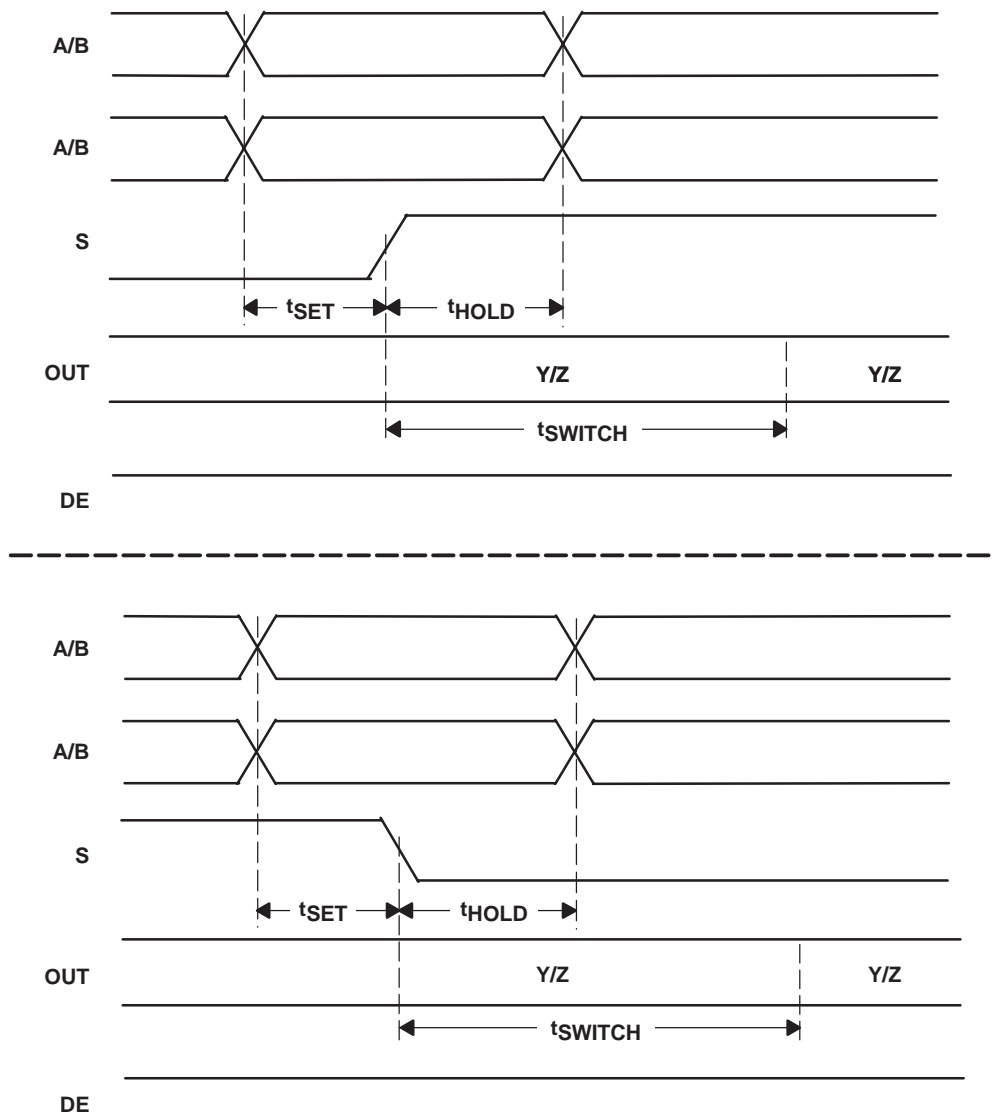 A/B
A/B
S
tSET tHOLD
OUT Y/Z Y/Z
tSWITCH
DE
A/B
A/B
S
tSET tHOLD
OUT Y/Z Y/Z
tSWITCH
DE